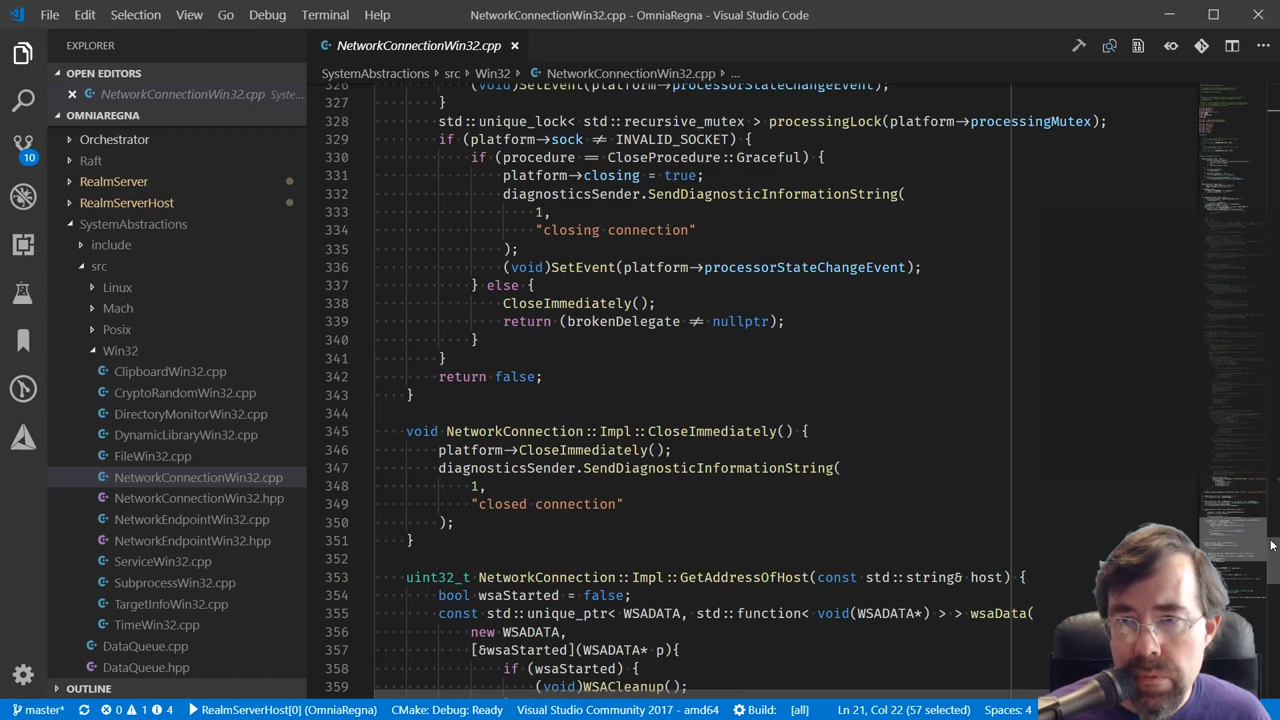 File Edit Selection View Go Debug Terminal Help
NetworkConnectionWin32.cpp - OmniaRegna - Visual Studio Code
EXPLORER
OPEN EDITORS
NetworkConnectionWin32.cpp Syste...
OMNIAREGNA
Orchestrator
Raft
RealmServer
RealmServerHost
SystemAbstractions
include
src
Linux
Mach
Posix
Win32
ClipboardWin32.cpp
CryptoRandomWin32.cpp
DirectoryMonitorWin32.cpp
DynamicLibraryWin32.cpp
FileWin32.cpp
NetworkConnectionWin32.cpp
NetworkConnectionWin32.hpp
NetworkEndpointWin32.cpp
NetworkEndpointWin32.hpp
ServiceWin32.cpp
SubprocessWin32.cpp
TargetInfoWin32.cpp
TimeWin32.cpp
DataQueue.cpp
DataQueue.hpp
OUTLINE
10
NetworkConnectionWin32.cpp
SystemAbstractions › src › Win32 › NetworkConnectionWin32.cpp › ...
326 (void)SetEvent(platform→processorStateChangeEvent);
327 }
328 std::unique_lock< std::recursive_mutex > processingLock(platform→processingMutex);
329 if (platform→sock ≠ INVALID_SOCKET) {
330 if (procedure == CloseProcedure::Graceful) {
331 platform→closing = true;
332 diagnosticsSender.SendDiagnosticInformationString(
333 1,
334 "closing connection"
335 );
336 (void)SetEvent(platform→processorStateChangeEvent);
337 } else {
338 CloseImmediately();
339 return (brokenDelegate ≠ nullptr);
340 }
341 }
342 return false;
343 }
344
345 void NetworkConnection::Impl::CloseImmediately() {
346 platform→CloseImmediately();
347 diagnosticsSender.SendDiagnosticInformationString(
348 1,
349 "closed connection"
350 );
351 }
352
353 uint32_t NetworkConnection::Impl::GetAddressOfHost(const std::string& host) {
354 bool wsaStarted = false;
355 const std::unique_ptr< WSADATA, std::function< void(WSADATA*) > > wsaData(
356 new WSADATA,
357 [&wsaStarted](WSADATA* p){
358 if (wsaStarted) {
359 (void)WSACleanup();
master* 0 1 4 RealmServerHost[0] (OmniaRegna) CMake: Debug: Ready Visual Studio Community 2017 - amd64 Build: [all] Ln 21, Col 22 (57 selected) Spaces: 4